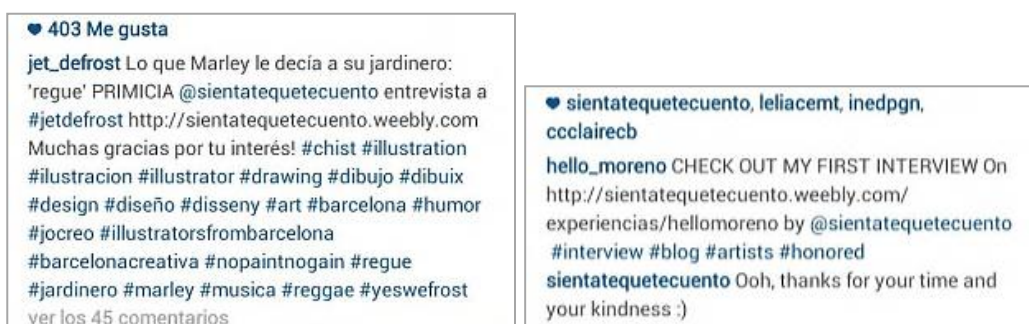 403 Me gusta
jet_defrost Lo que Marley le decía a su jardinero:
'regue' PRIMICIA @sientatequetecuento entrevista a
#jetdefrost http://sientatequetecuento.weebly.com
Muchas gracias por tu interés! #chist #illustration
#ilustracion #illustrator #drawing #dibujo #dibuix
#design #diseño #disseny #art #barcelona #humor
#jocreo #illustratorsfrombarcelona
#barcelonacreativa #nopaintnogain #regue
#jardinero #marley #musica #reggae #yeswefrost
ver los 45 comentarios
sientatequetecuento, leliacemt, inedpgn,
ccclairecb
hello_moreno CHECK OUT MY FIRST INTERVIEW On
http://sientatequetecuento.weebly.com/
experiencias/hellomoreno by @sientatequetecuento
#interview #blog #artists #honored
sientatequetecuento Ooh, thanks for your time and
your kindness :)